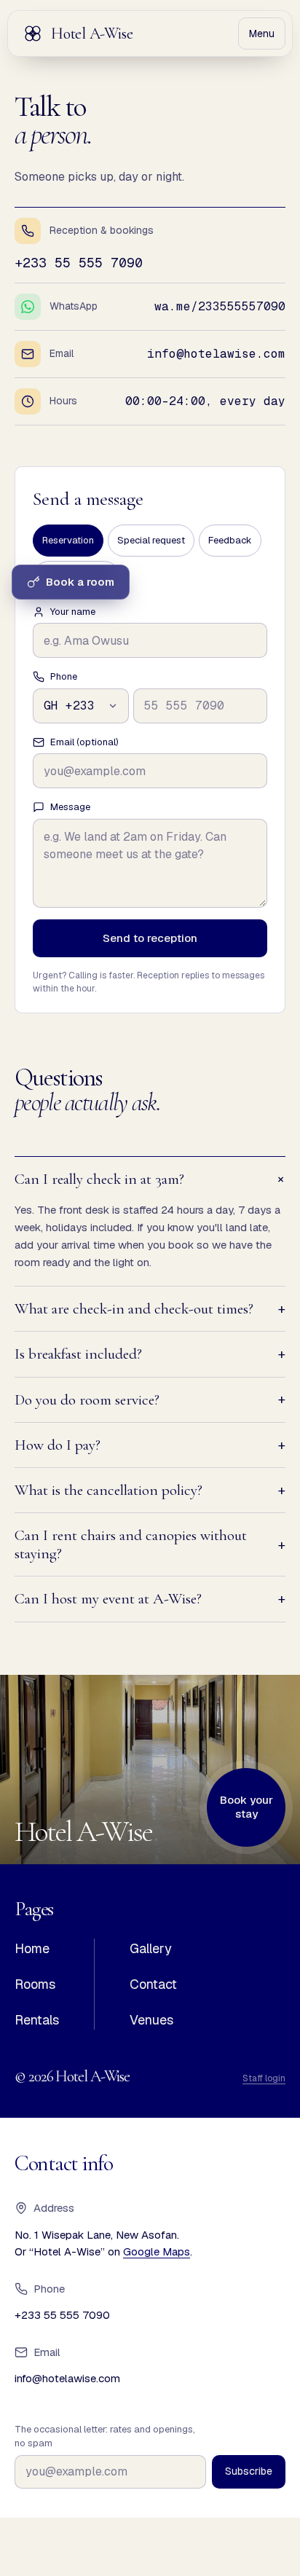 Hotel A-Wise
Menu
Talk to
a person.
Someone picks up, day or night.
Reception & bookings
+233 55 555 7090
WhatsApp
wa.me/233555557090
Email
info@hotelawise.com
Hours
00:00–24:00, every day
Send a message
Reservation
Special request
Feedback
Book a room
Your name
e.g. Ama Owusu
Phone
GH +233
55 555 7090
Email (optional)
you@example.com
Message
e.g. We land at 2am on Friday. Can
someone meet us at the gate?
Send to reception
Urgent? Calling is faster. Reception replies to messages
within the hour.
Questions
people actually ask.
Can I really check in at 3am?
Yes. The front desk is staffed 24 hours a day, 7 days a
week, holidays included. If you know you'll land late,
add your arrival time when you book so we have the
room ready and the light on.
What are check-in and check-out times?
Is breakfast included?
Do you do room service?
How do I pay?
What is the cancellation policy?
Can I rent chairs and canopies without
staying?
Can I host my event at A-Wise?
Book your
stay
Hotel A-Wise
Pages
Home
Gallery
Rooms
Contact
Rentals
Venues
© 2026 Hotel A-Wise
Staff login
Contact info
Address
No. 1 Wisepak Lane, New Asofan.
Or “Hotel A-Wise” on Google Maps.
Phone
+233 55 555 7090
Email
info@hotelawise.com
The occasional letter: rates and openings,
no spam
you@example.com
Subscribe